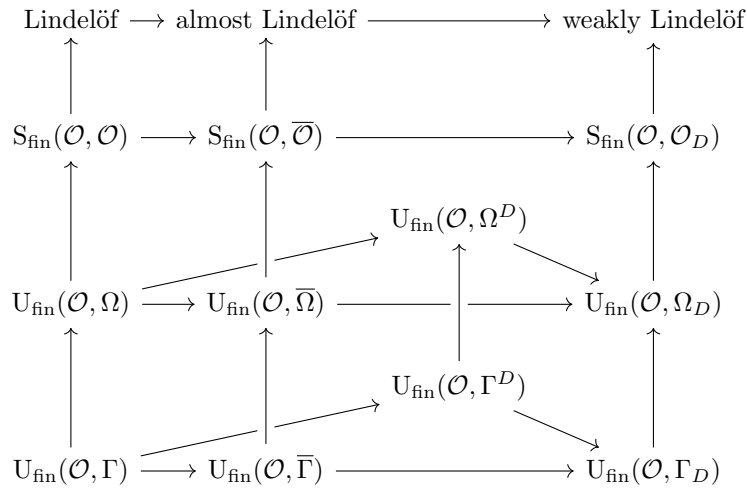 Lindelöf almost Lindelöf weakly Lindelöf
S_fin(𝒪, 𝒪) S_fin(𝒪, 𝒪̅) S_fin(𝒪, 𝒪_D)
U_fin(𝒪, Ω^D)
U_fin(𝒪, Ω) U_fin(𝒪, Ω̅) U_fin(𝒪, Ω_D)
U_fin(𝒪, Γ^D)
U_fin(𝒪, Γ) U_fin(𝒪, Γ̅) U_fin(𝒪, Γ_D)